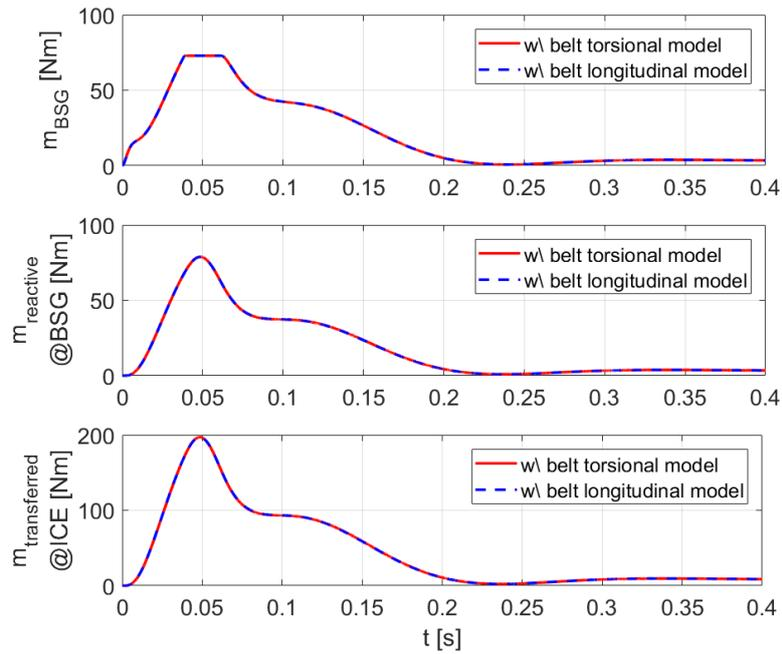 100
50
0
m_BSG [Nm]
w\ belt torsional model
w\ belt longitudinal model
0 0.05 0.1 0.15 0.2 0.25 0.3 0.35 0.4
100
50
0
m_reactive
@BSG [Nm]
w\ belt torsional model
w\ belt longitudinal model
0 0.05 0.1 0.15 0.2 0.25 0.3 0.35 0.4
200
100
0
m_transferred
@ICE [Nm]
w\ belt torsional model
w\ belt longitudinal model
0 0.05 0.1 0.15 0.2 0.25 0.3 0.35 0.4
t [s]